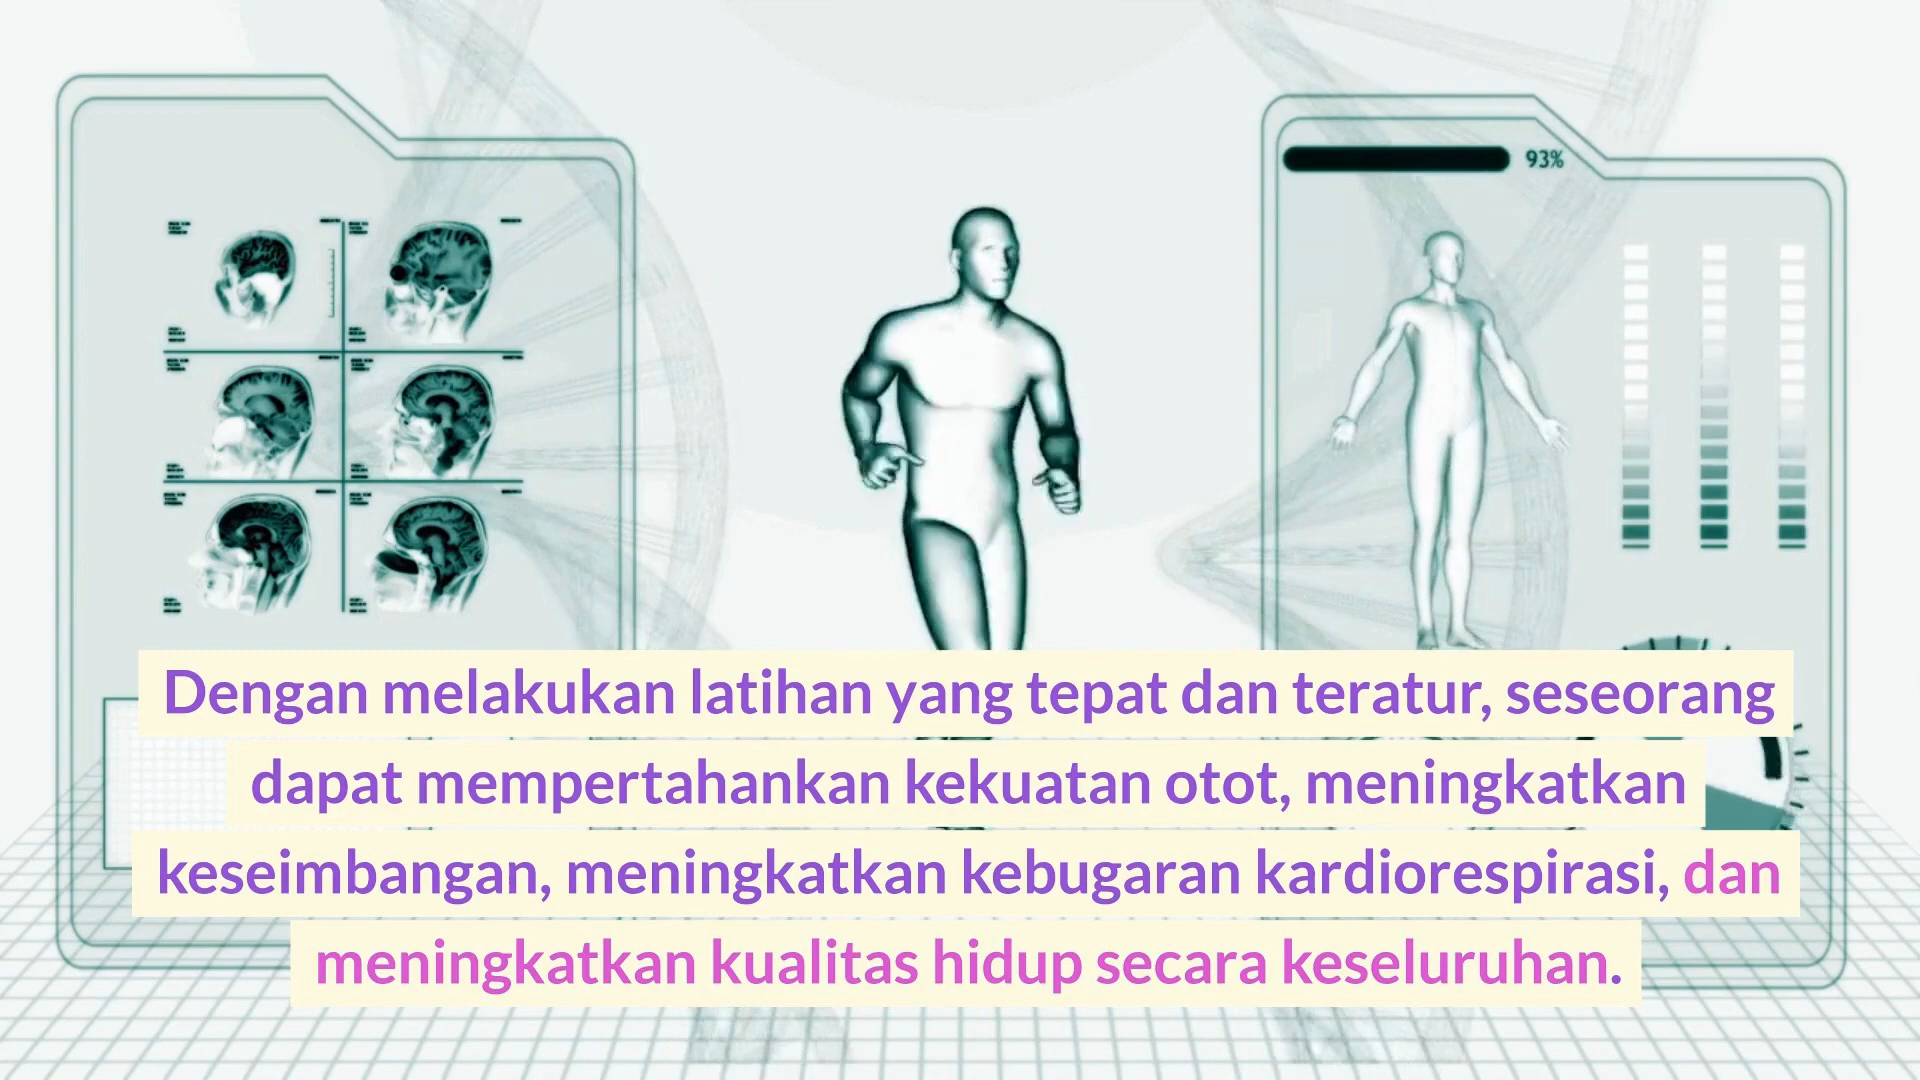 93%
Dengan melakukan latihan yang tepat dan teratur, seseorang
dapat mempertahankan kekuatan otot, meningkatkan
keseimbangan, meningkatkan kebugaran kardiorespirasi, dan
meningkatkan kualitas hidup secara keseluruhan.